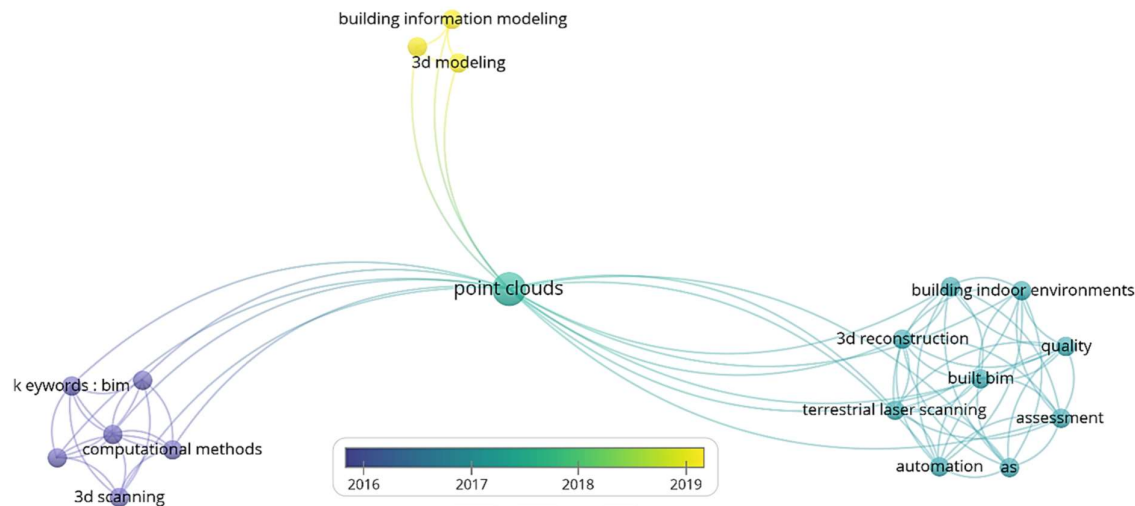 building information modeling
3d modeling
point clouds
building indoor environments
3d reconstruction
quality
k eywords : bim
built bim
terrestrial laser scanning
assessment
computational methods
automation
as
3d scanning
2016
2017
2018
2019